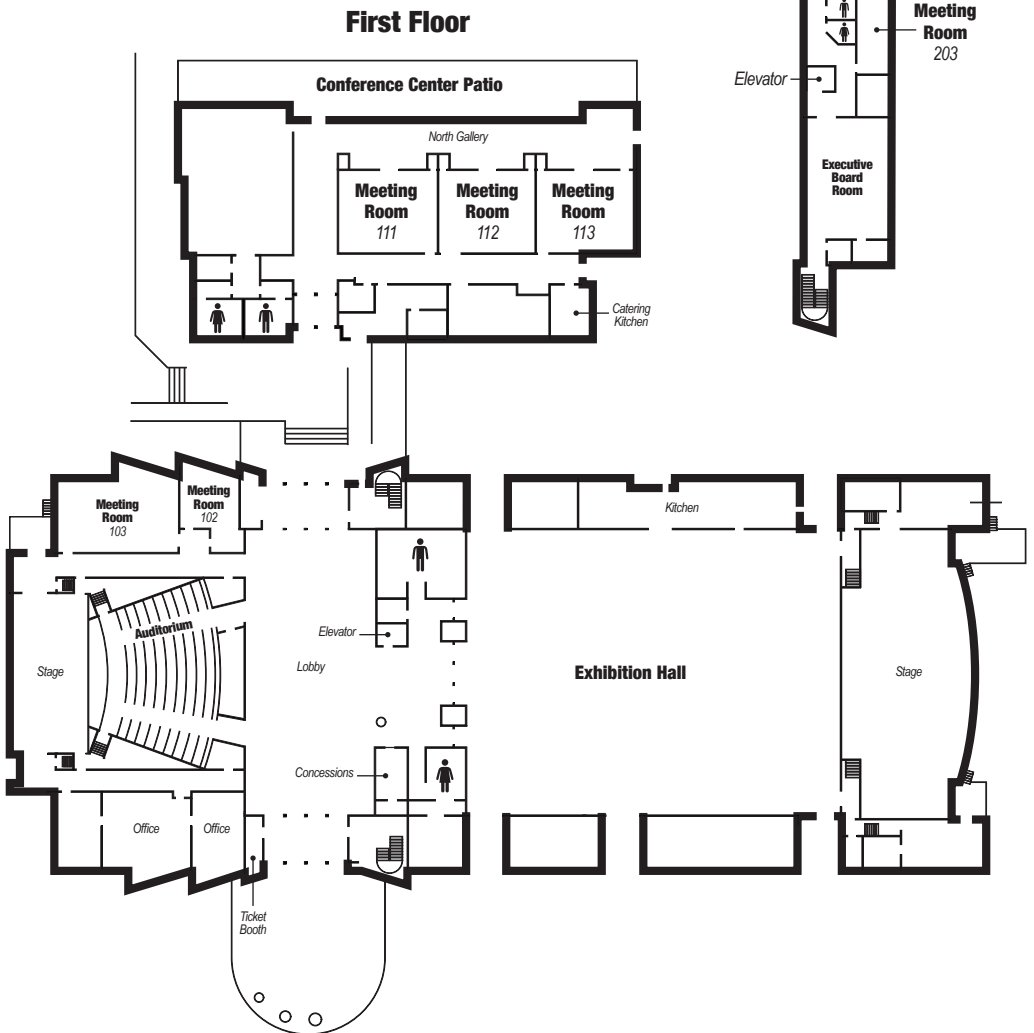 First Floor
Conference Center Patio
North Gallery
Meeting
Room
111
Meeting
Room
112
Meeting
Room
113
Catering
Kitchen
Meeting
Room
203
Elevator
Executive
Board
Room
Meeting
Room
103
Meeting
Room
102
Kitchen
Auditorium
Stage
Elevator
Lobby
Exhibition Hall
Stage
Concessions
Office
Office
Ticket
Booth